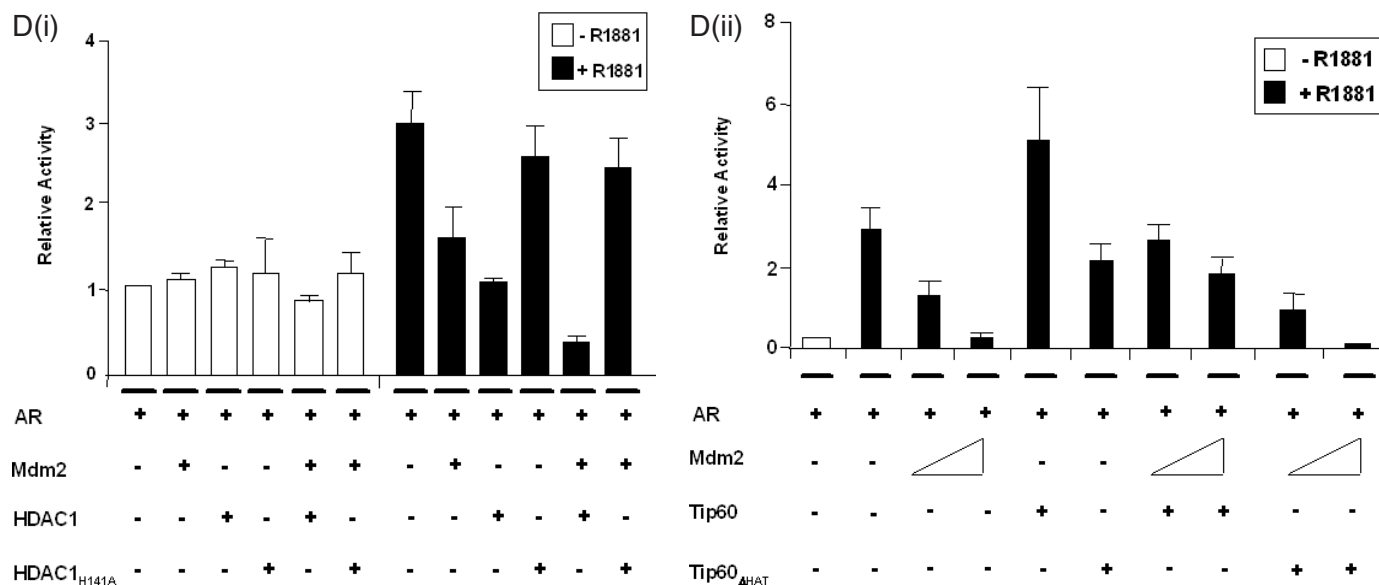 D(i)
4
3
2
1
0
Relative Activity
- R1881
+ R1881
AR + + + + + + + + + + + +
Mdm2 - + - - + + - + - - + +
HDAC1 - - + - + - - - + - + -
HDAC1H141A - - - + - + - - - + - +
D(ii)
8
6
4
2
0
Relative Activity
- R1881
+ R1881
AR + + + + + + + + + +
Mdm2 - - - -
Tip60 - - - - + - + + - -
Tip60ΔHAT - - - - - + - - + +